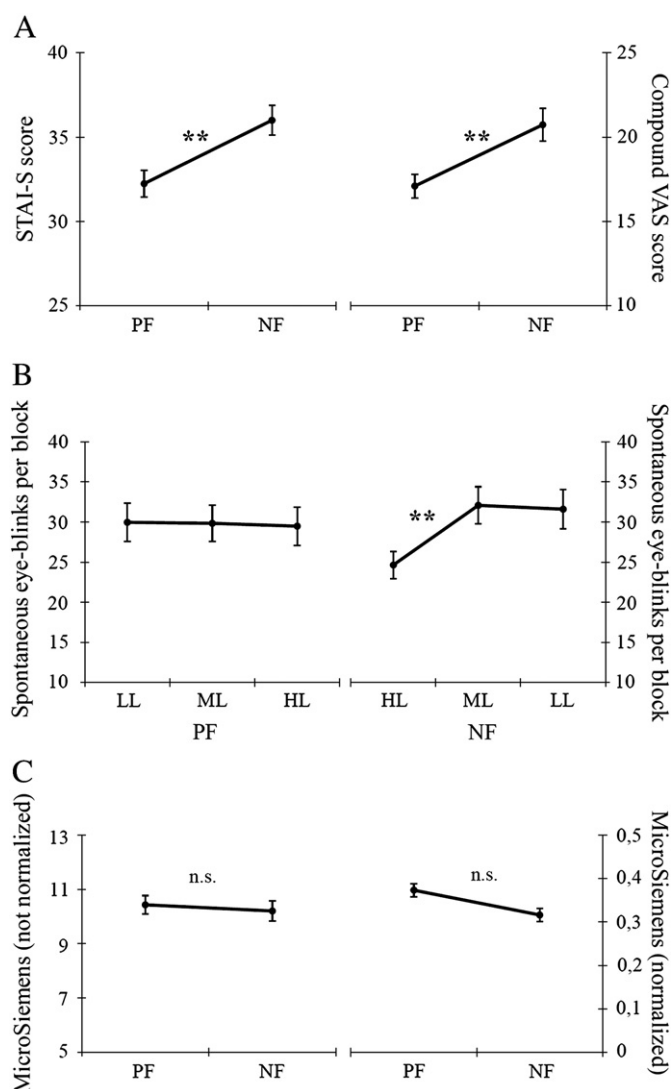 A
40
35
30
25
STAI-S score
**
PF
NF
25
20
15
10
Compound VAS score
**
PF
NF
B
40
35
30
25
20
15
10
Spontaneous eye-blinks per block
LL
ML
HL
PF
40
35
30
25
20
15
10
Spontaneous eye-blinks per block
**
HL
ML
LL
NF
C
13
11
9
7
5
MicroSiemens (not normalized)
n.s.
PF
NF
0,5
0,4
0,3
0,2
0,1
0
MicroSiemens (normalized)
n.s.
PF
NF